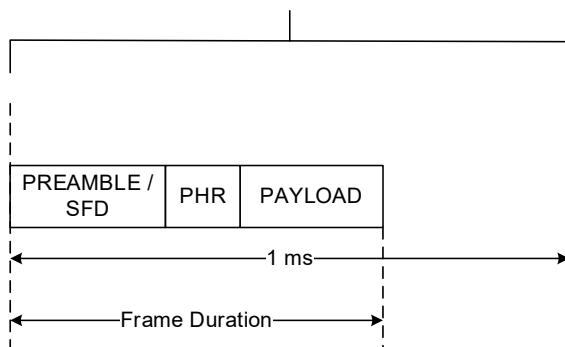 PREAMBLE /
SFD
PHR
PAYLOAD
1 ms
Frame Duration